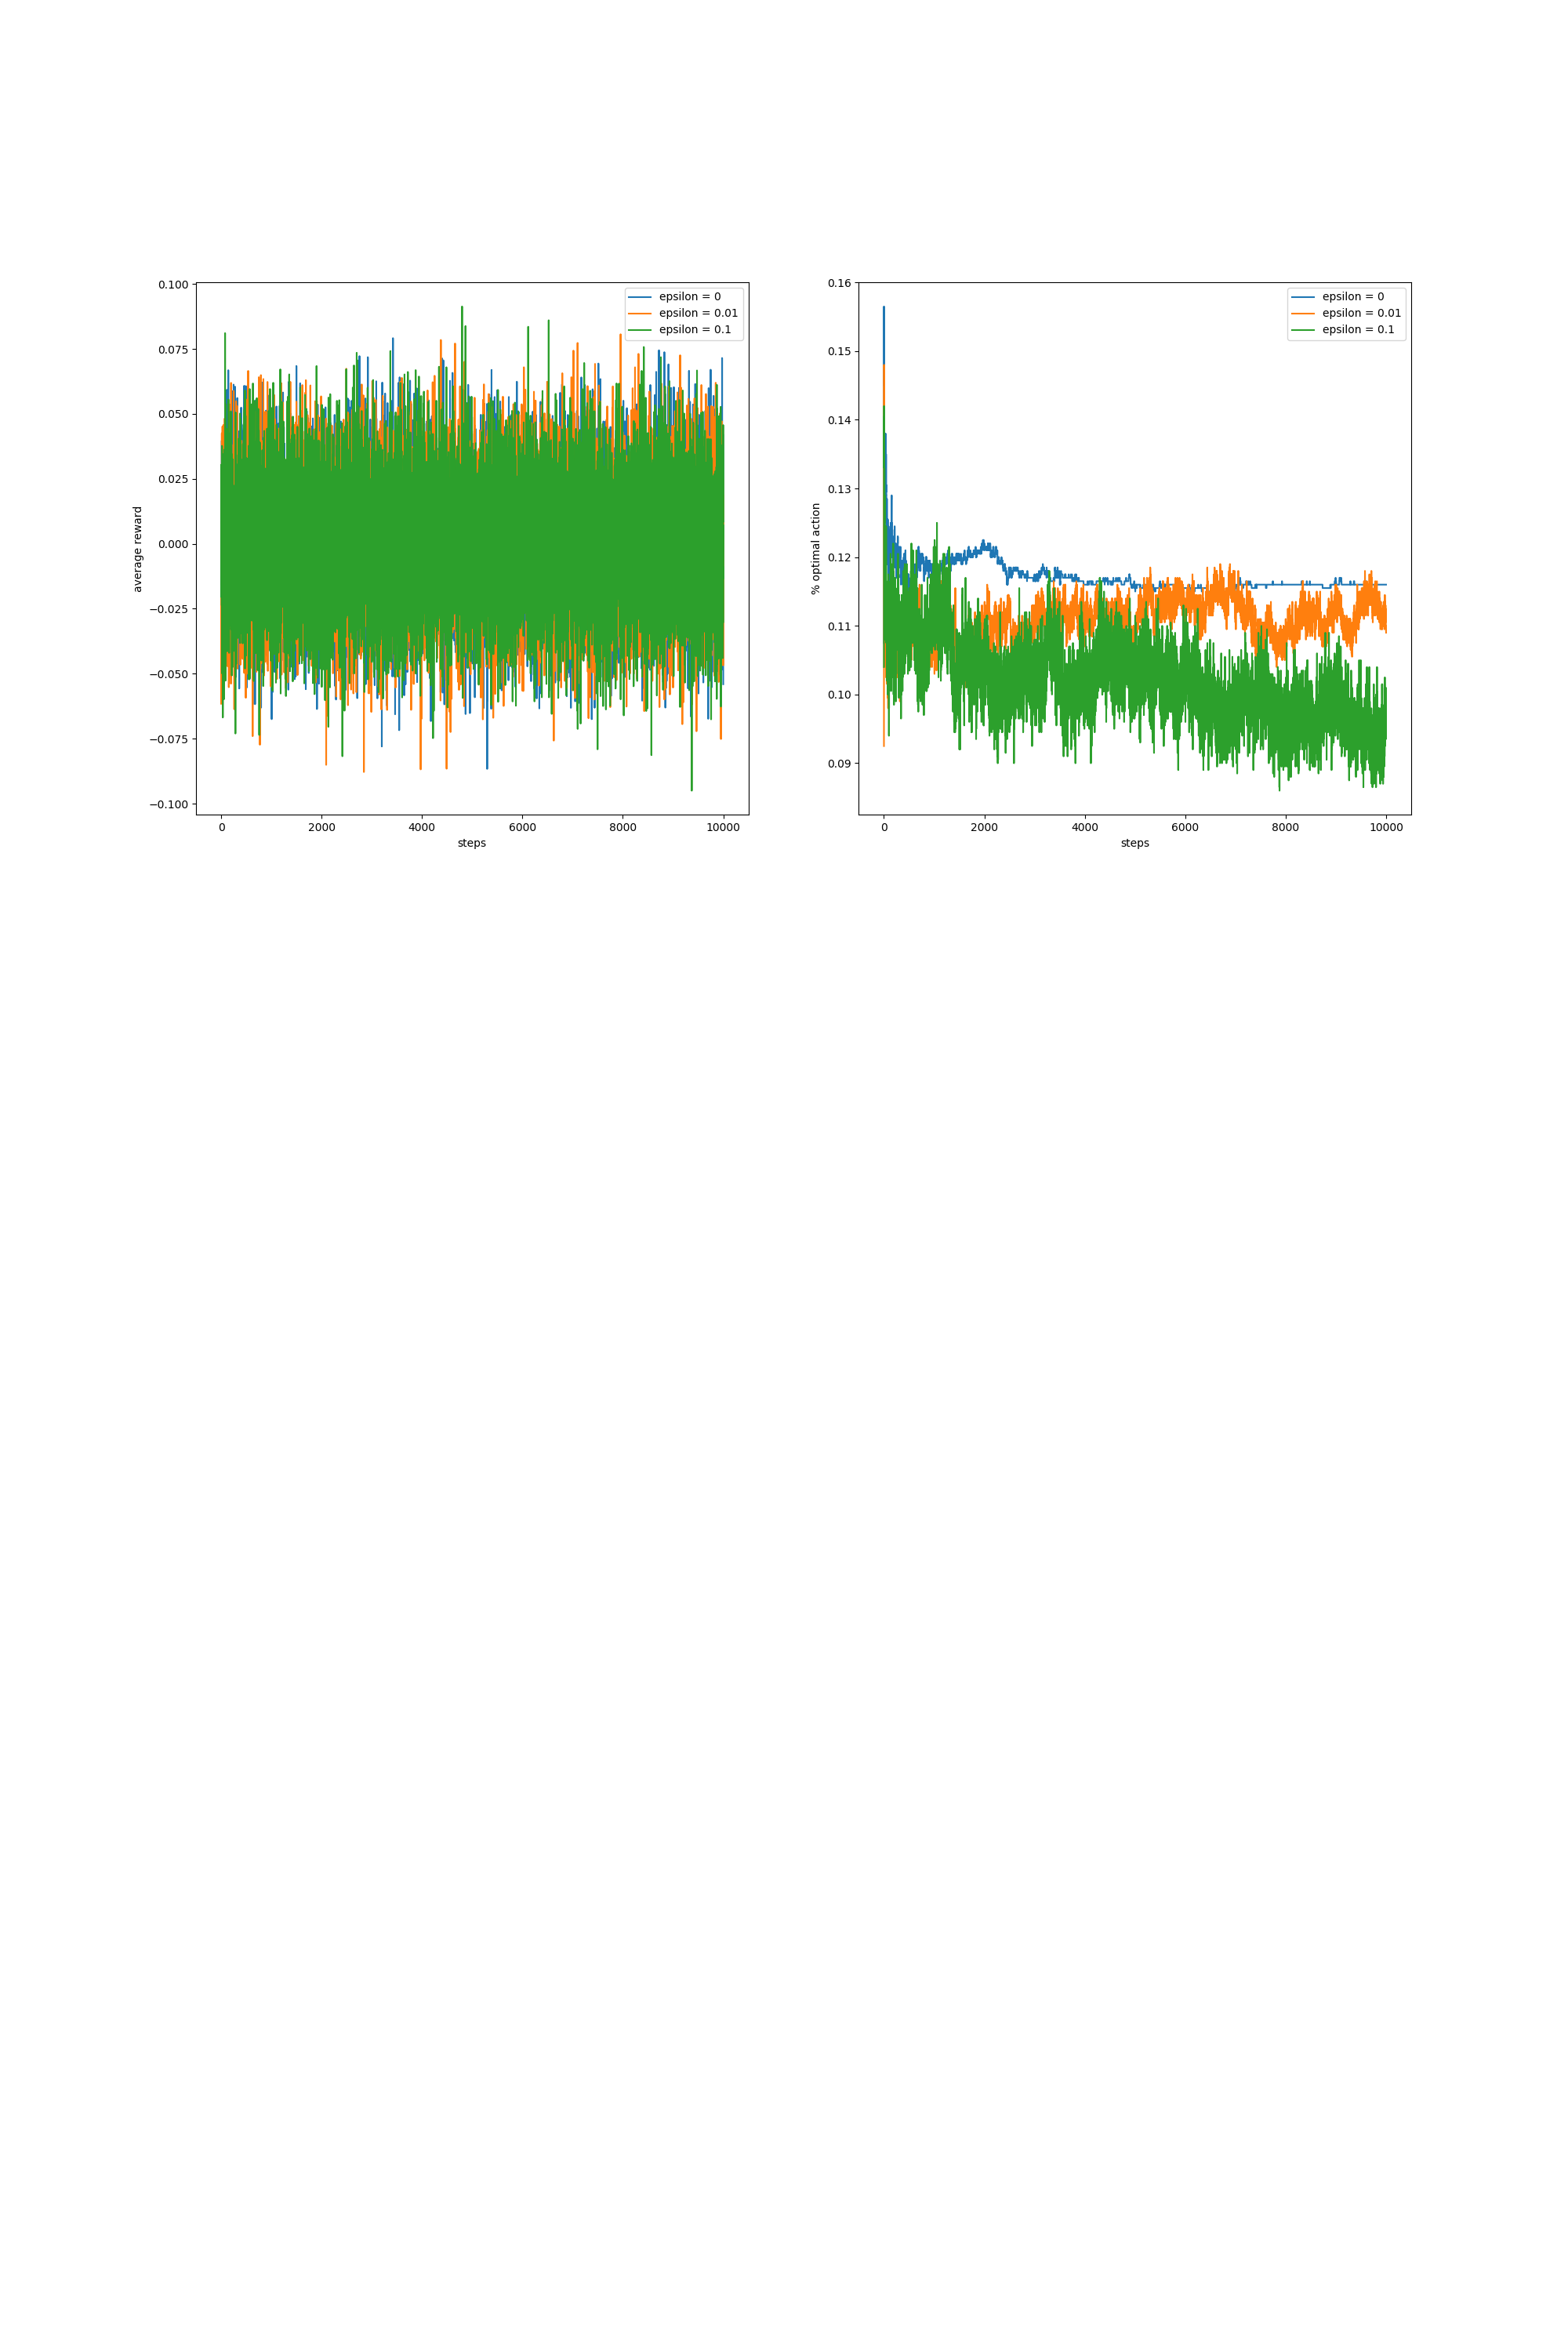 0.100
0.075
0.050
0.025
0.000
−0.025
−0.050
−0.075
−0.100
average reward
0
2000
4000
6000
8000
10000
steps
epsilon = 0
epsilon = 0.01
epsilon = 0.1
0.16
0.15
0.14
0.13
0.12
0.11
0.10
0.09
% optimal action
0
2000
4000
6000
8000
10000
steps
epsilon = 0
epsilon = 0.01
epsilon = 0.1